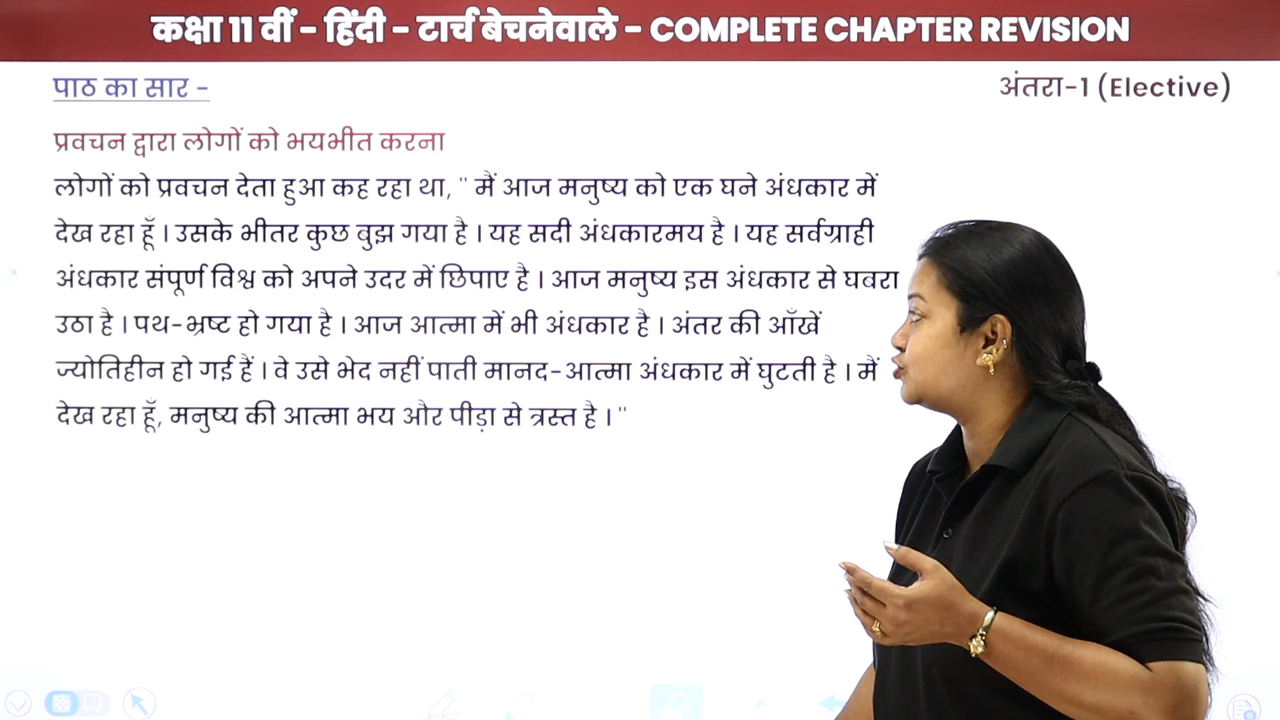 कक्षा 11 वीं - हिंदी - टार्च बेचनेवाले - COMPLETE CHAPTER REVISION
पाठ का सार -
अंतरा-1 (Elective)
प्रवचन द्वारा लोगों को भयभीत करना
लोगों को प्रवचन देता हुआ कह रहा था, " मैं आज मनुष्य को एक घने अंधकार में
देख रहा हूँ । उसके भीतर कुछ बुझ गया है । यह सदी अंधकारमय है । यह सर्वग्राही
अंधकार संपूर्ण विश्व को अपने उदर में छिपाए है । आज मनुष्य इस अंधकार से घबरा
उठा है । पथ-भ्रष्ट हो गया है । आज आत्मा में भी अंधकार है । अंतर की आँखें
ज्योतिहीन हो गई हैं । वे उसे भेद नहीं पाती मानद-आत्मा अंधकार में घुटती है । मैं
देख रहा हूँ, मनुष्य की आत्मा भय और पीड़ा से त्रस्त है । "